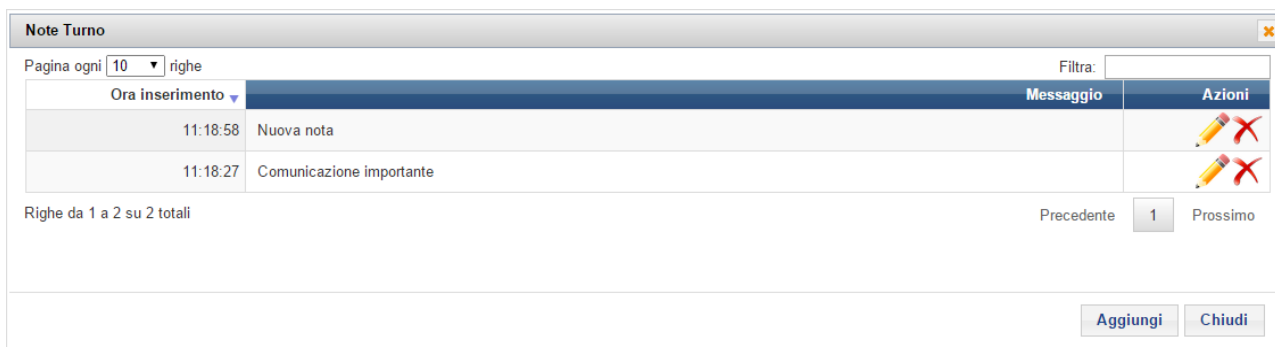 Note Turno
Pagina ogni 10 righe Filtra:
Ora inserimento Messaggio Azioni
11:18:58 Nuova nota
11:18:27 Comunicazione importante
Righe da 1 a 2 su 2 totali Precedente 1 Prossimo
Aggiungi Chiudi